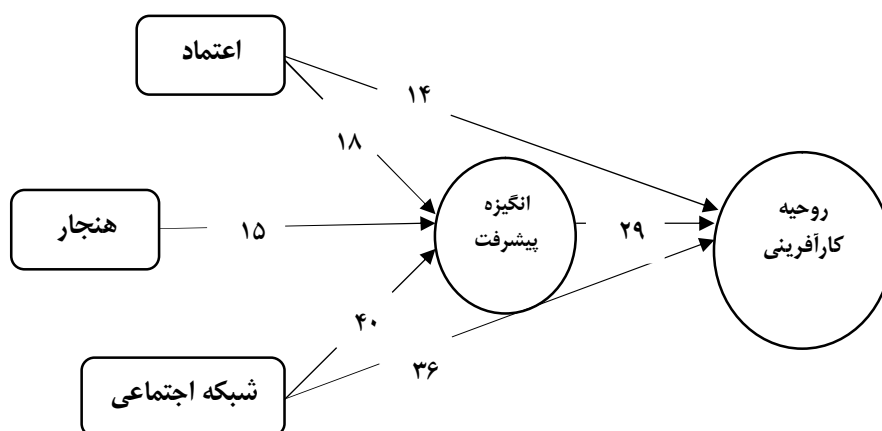 اعتماد
۱۴
۱۸
هنجار
۱۵
انگیزه
پیشرفت
۲۹
روحیه
کارآفرینی
۴۰
۳۶
شبکه اجتماعی